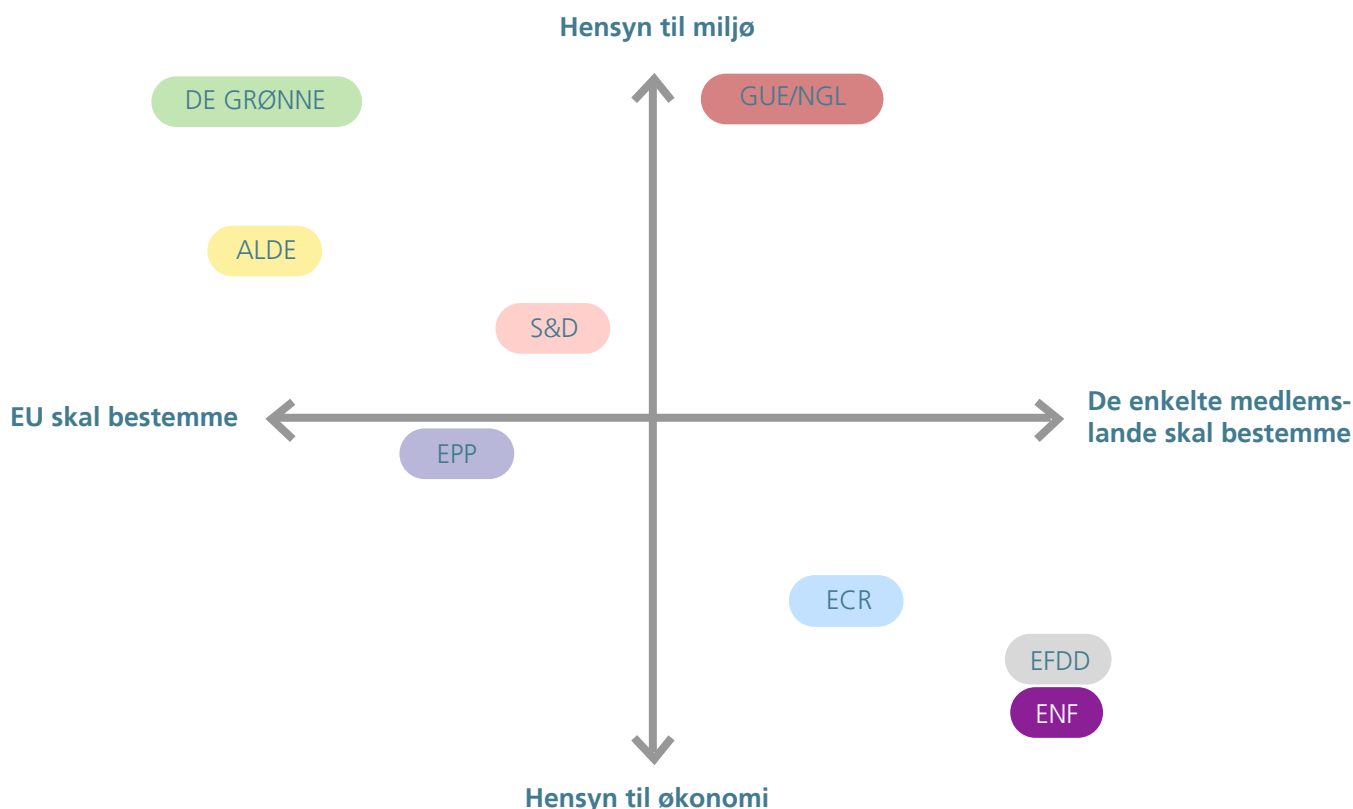 Hensyn til miljø
DE GRØNNE
GUE/NGL
ALDE
S&D
EU skal bestemme
De enkelte medlems-
lande skal bestemme
EPP
ECR
EFDD
ENF
Hensyn til økonomi